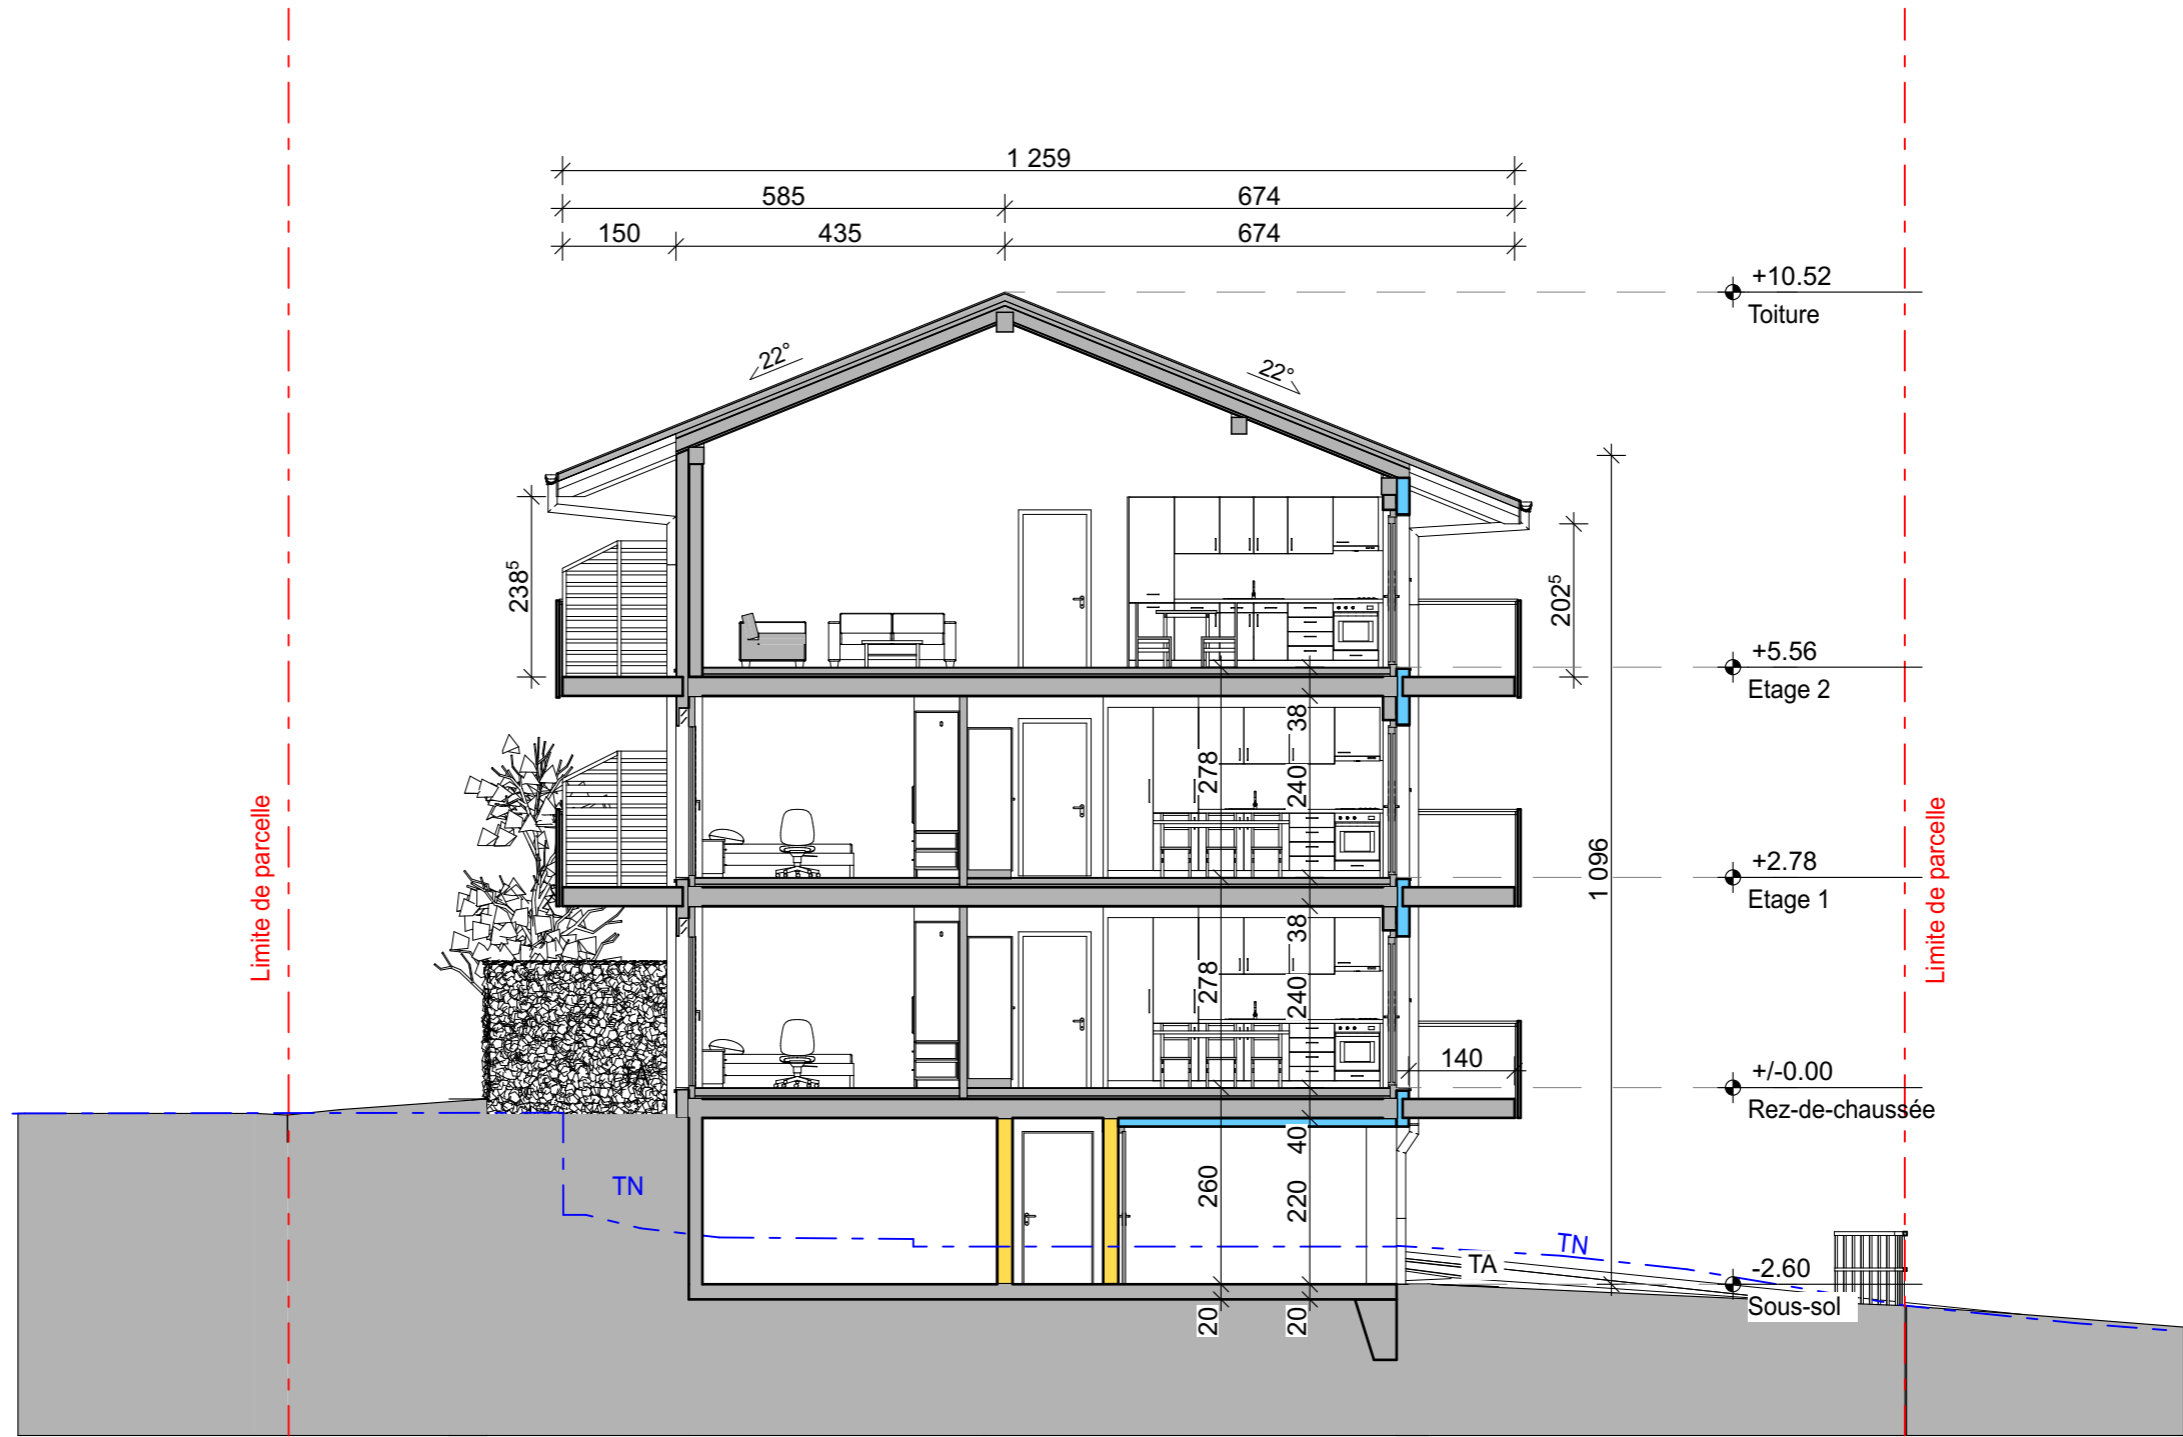 1 259
585
674
150
435
674
+10.52
Toiture
22°
22°
238⁵
202⁵
+5.56
Etage 2
38
278
240
1 096
+2.78
Etage 1
Limite de parcelle
Limite de parcelle
38
278
240
140
+/-0.00
Rez-de-chaussée
40
260
220
TN
TN
TA
-2.60
Sous-sol
20
20